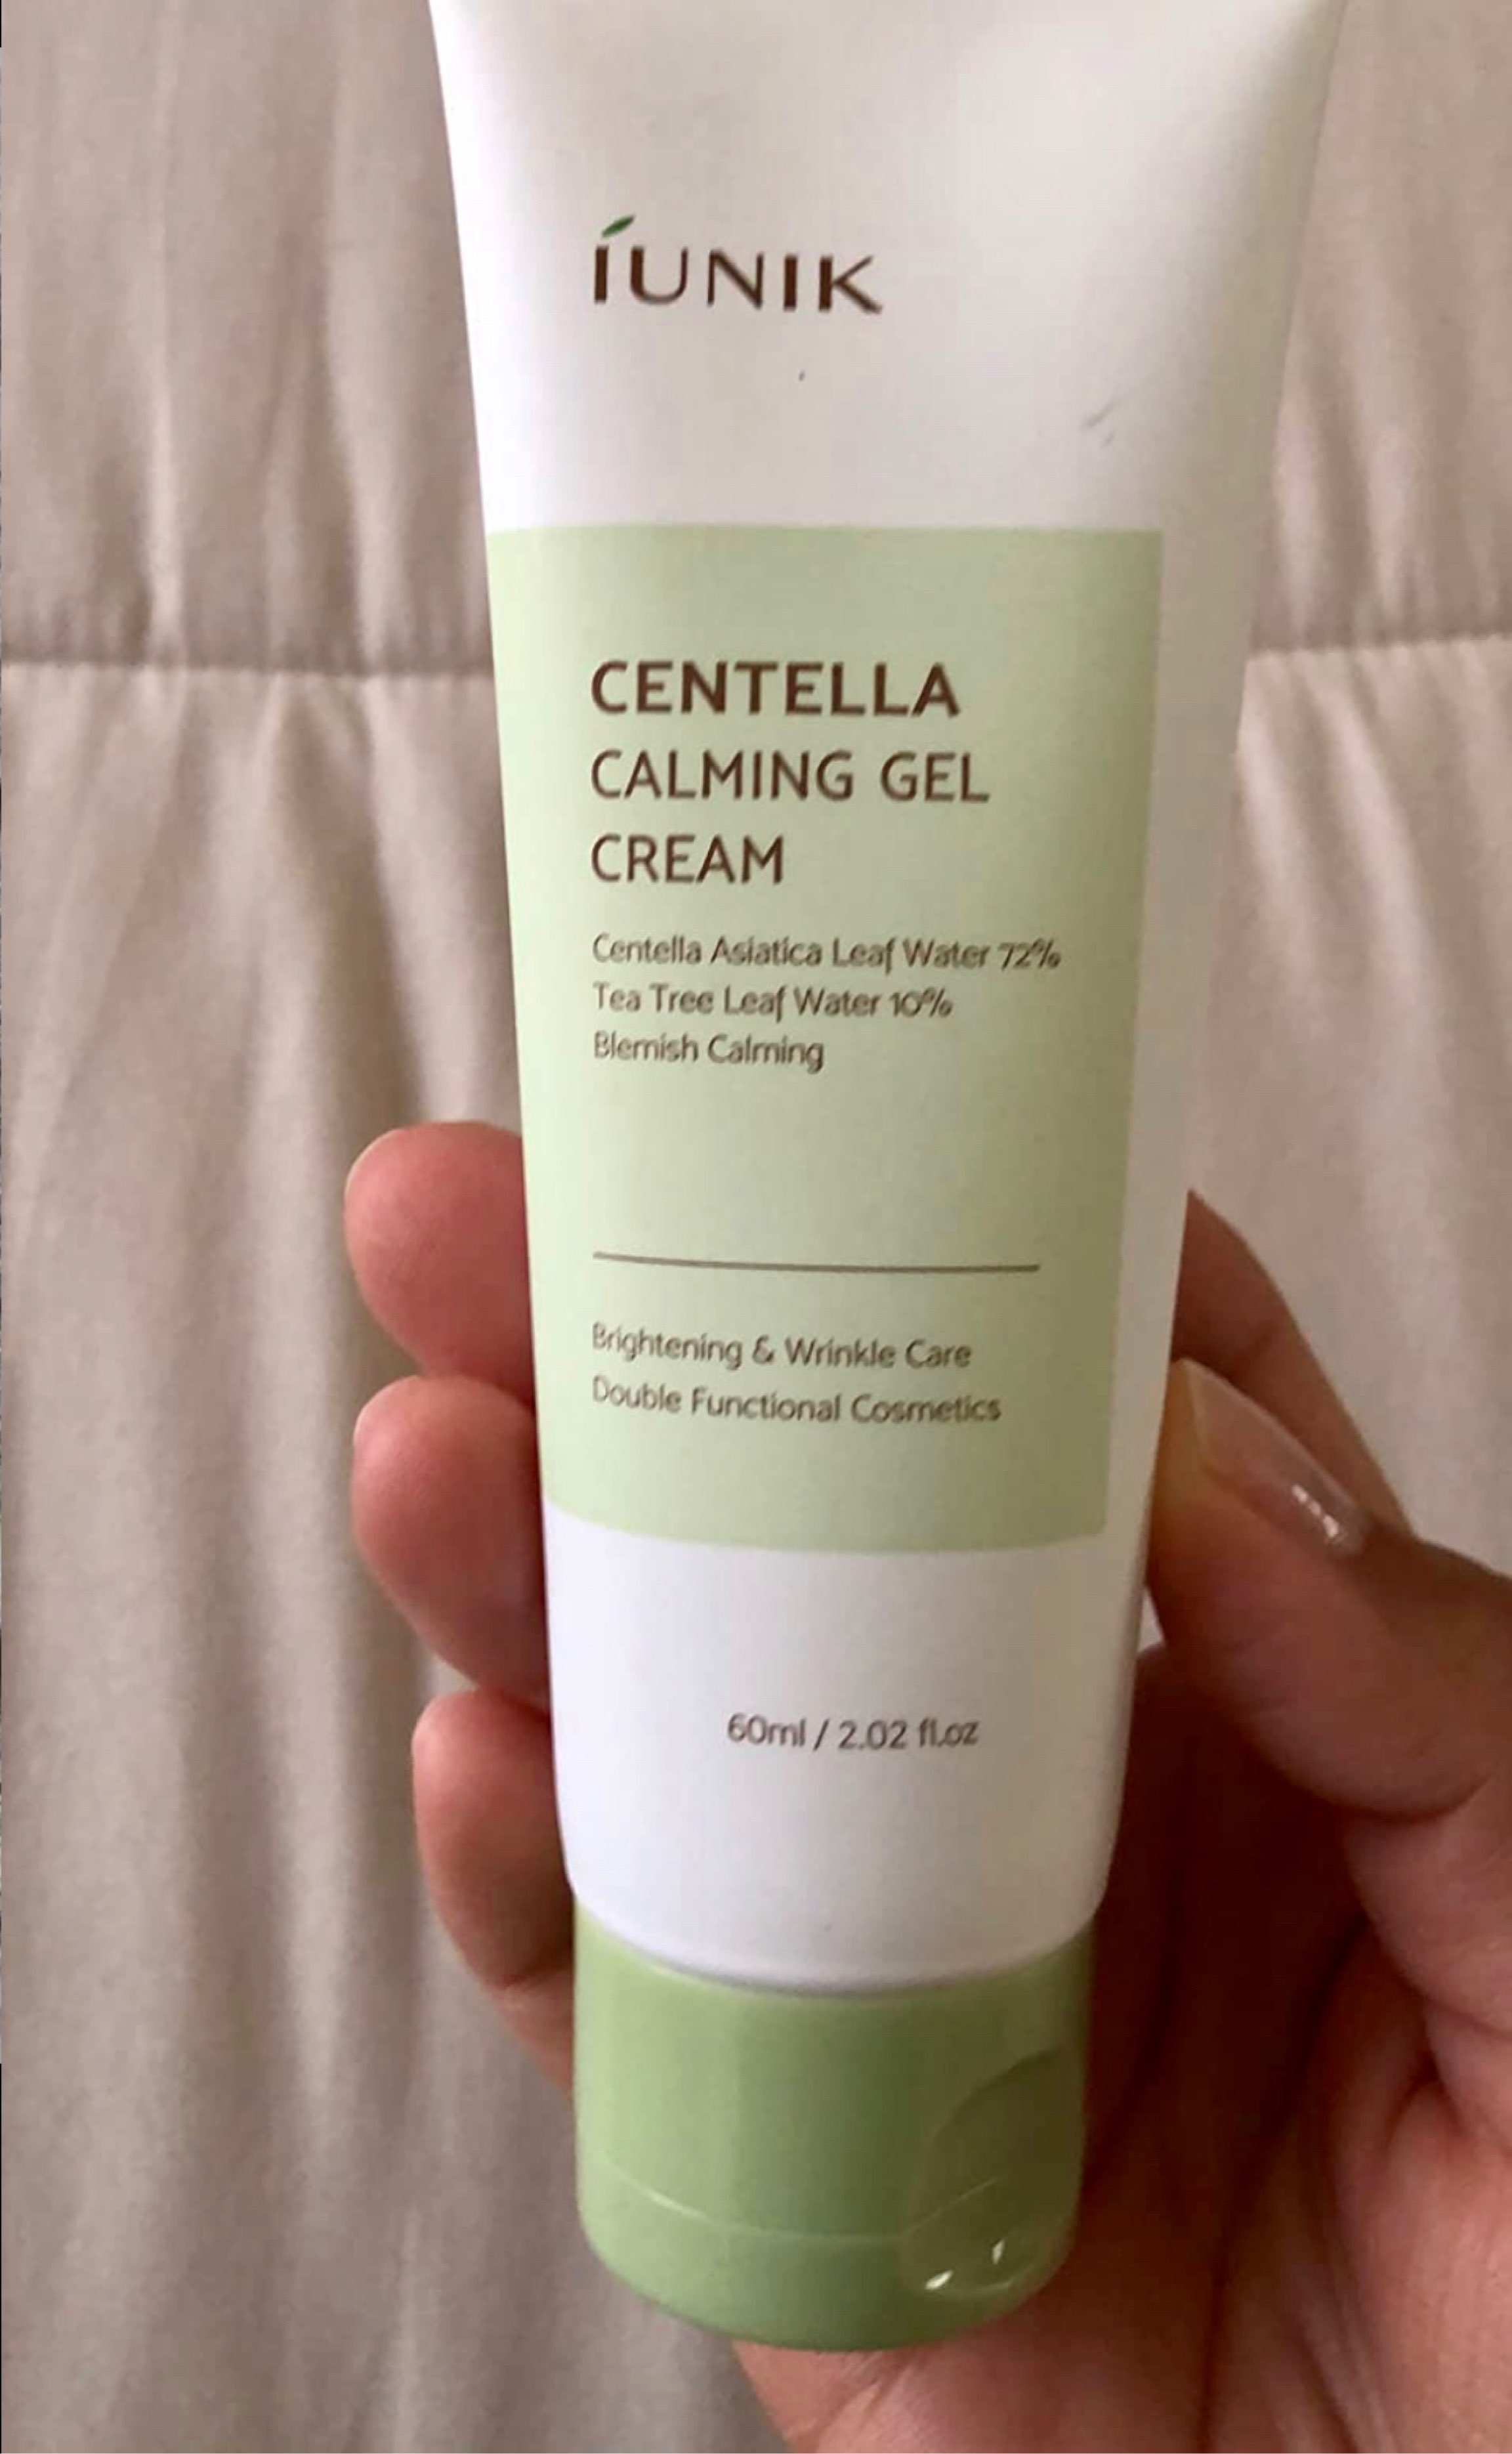 íUNIK
CENTELLA
CALMING GEL
CREAM
Centella Asiatica Leaf Water 72%
Tea Tree Leaf Water 10%
Blemish Calming
Brightening & Wrinkle Care
Double Functional Cosmetics
60ml / 2.02 fl.oz